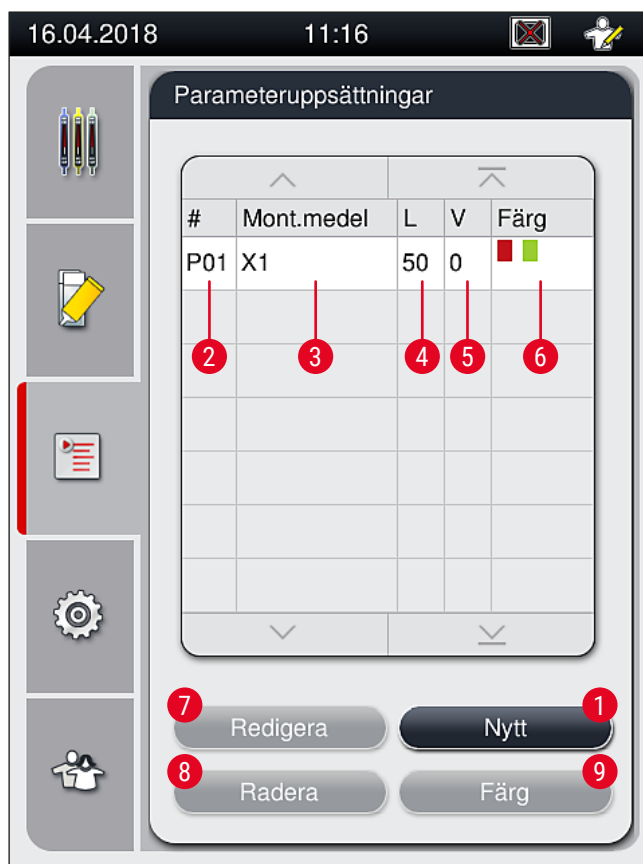 16.04.2018 11:16
Parameteruppsättningar
# Mont.medel L V Färg
P01 X1 50 0
2 3 4 5 6
7 1
Redigera Nytt
8 9
Radera Färg